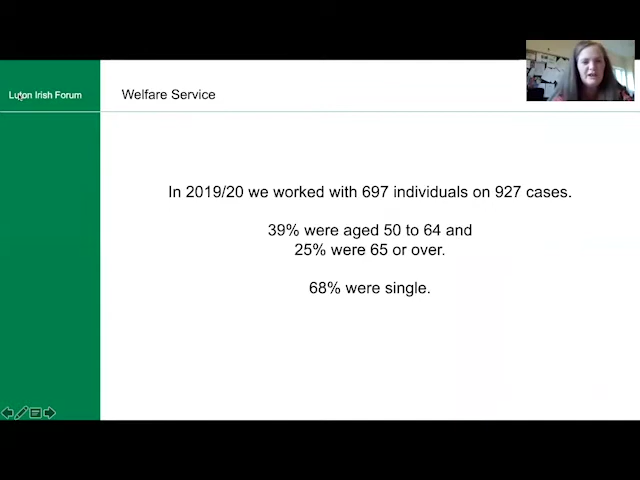 Luton Irish Forum
Welfare Service
In 2019/20 we worked with 697 individuals on 927 cases.
39% were aged 50 to 64 and
25% were 65 or over.
68% were single.